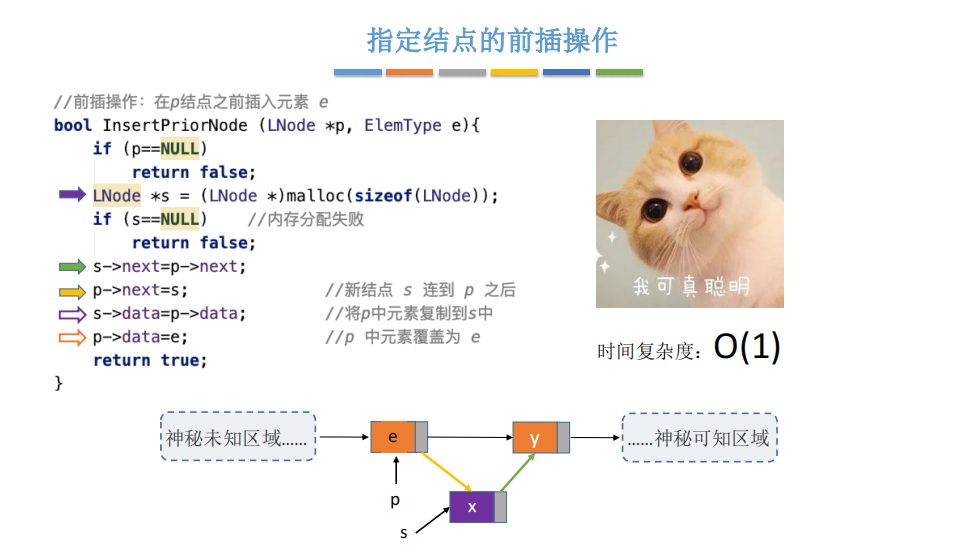 指定结点的前插操作
//前插操作：在p结点之前插入元素 e
bool InsertPriorNode (LNode *p, ElemType e){
if (p==NULL)
return false;
LNode *s = (LNode *)malloc(sizeof(LNode));
if (s==NULL) //内存分配失败
return false;
s->next=p->next;
p->next=s; //新结点 s 连到 p 之后
s->data=p->data; //将p中元素复制到s中
p->data=e; //p 中元素覆盖为 e
return true;
}
我可真聪明
时间复杂度：O(1)
神秘未知区域……
e
y
……神秘可知区域
p
x
s